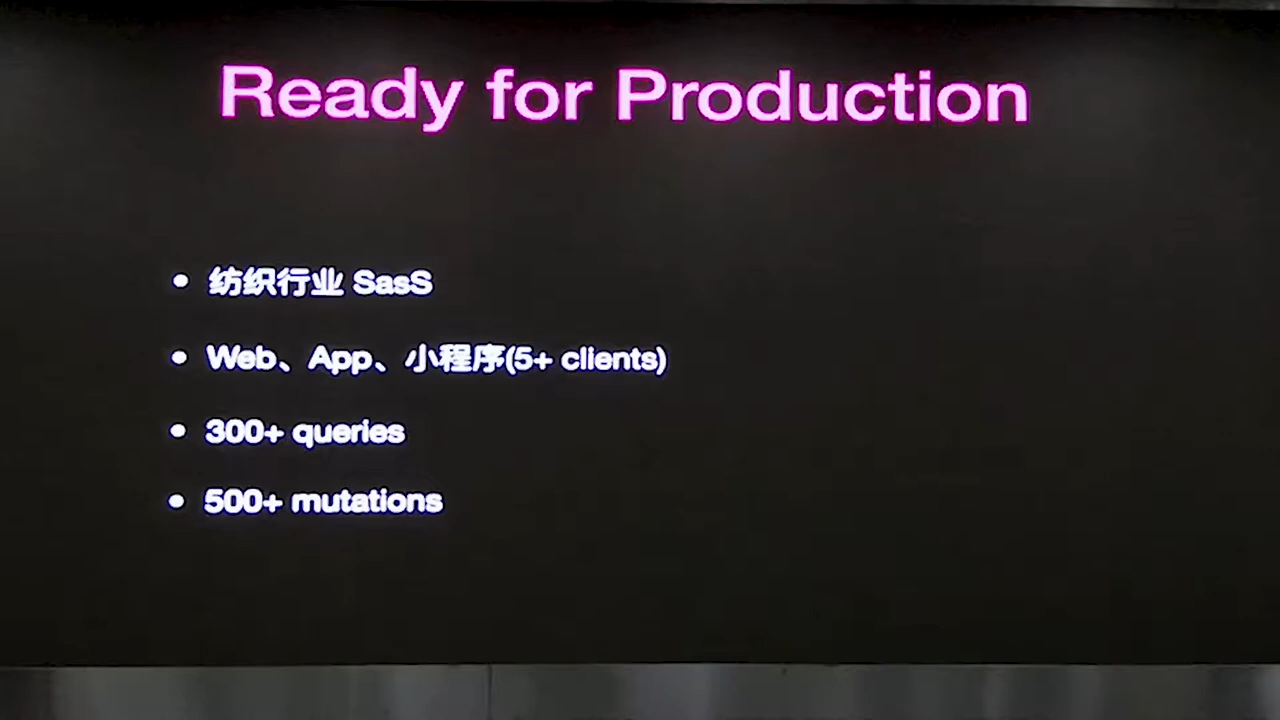 Ready for Production
• 纺织行业 SasS
• Web、App、小程序(5+ clients)
• 300+ queries
• 500+ mutations